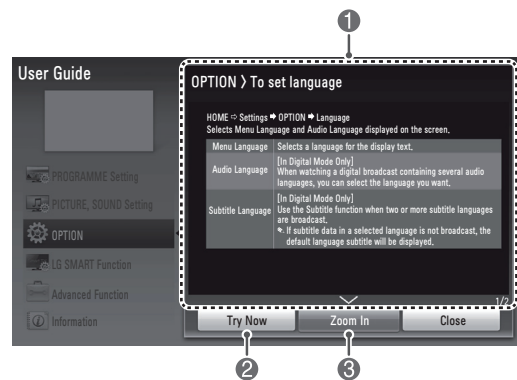 1
User Guide
PROGRAMME Setting
PICTURE, SOUND Setting
OPTION
LG SMART Function
Advanced Function
Information
OPTION > To set language
HOME ⇨ Settings ➡ OPTION ➡ Language
Selects Menu Language and Audio Language displayed on the screen.
Menu Language Selects a language for the display text.
Audio Language [In Digital Mode Only]
When watching a digital broadcast containing several audio
languages, you can select the language you want.
Subtitle Language [In Digital Mode Only]
Use the Subtitle function when two or more subtitle languages
are broadcast.
If subtitle data in a selected language is not broadcast, the
default language subtitle will be displayed.
1/2
Try Now Zoom In Close
2 3